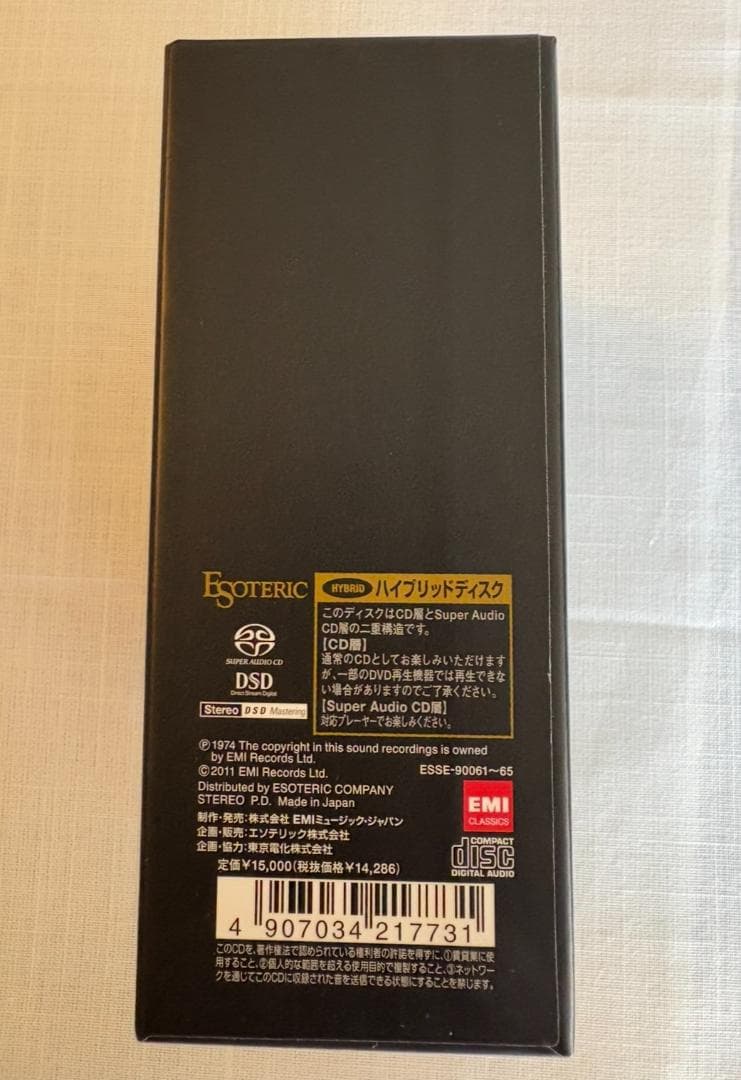 ESOTERIC
SUPER AUDIO CD
DSD
Direct Stream Digital
Stereo DSD Mastering
HYBRID ハイブリッドディスク
このディスクはCD層とSuper Audio
CD層の二重構造です。
【CD層】
通常のCDとしてお楽しみいただけます
が、一部のDVD再生機器では再生できな
い場合がありますのでご了承ください。
【Super Audio CD層】
対応プレーヤーでお楽しみください。
Ⓟ1974 The copyright in this sound recordings is owned
by EMI Records Ltd.
©2011 EMI Records Ltd.
ESSE-90061〜65
Distributed by ESOTERIC COMPANY
STEREO P.D. Made in Japan
制作・発売:株式会社 EMIミュージック・ジャパン
企画・販売:エソテリック株式会社
企画・協力:東京電化株式会社
定価¥15,000(税抜価格¥14,286)
EMI
CLASSICS
COMPACT
disc
DIGITAL AUDIO
4 907034 217731
このCDを、著作権法で認められている権利者の許諾を得ずに、①賃貸業に使
用すること、②個人的な範囲を超える使用目的で複製すること、③ネットワー
クを通じてこのCDに収録された音を送信できる状態にすることを禁じます。